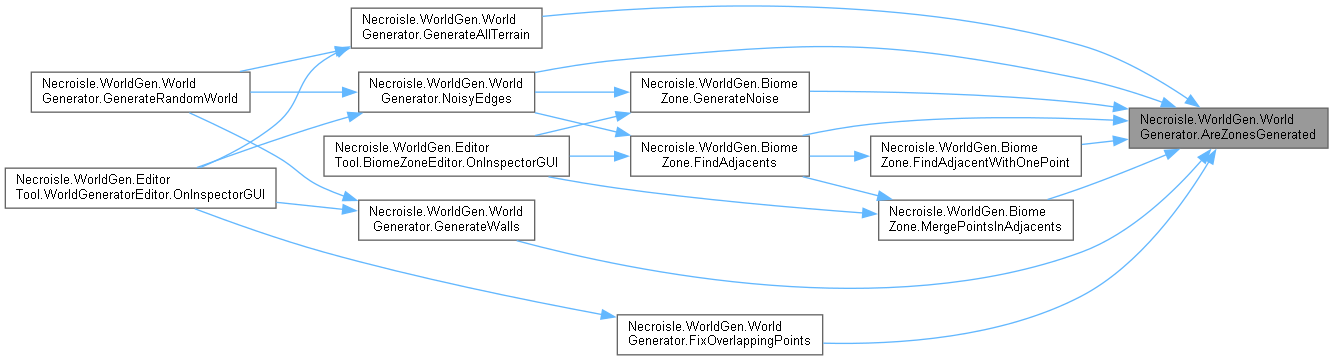 Necroisle.WorldGen.World
Generator.GenerateAllTerrain
Necroisle.WorldGen.World
Generator.GenerateRandomWorld
Necroisle.WorldGen.World
Generator.NoisyEdges
Necroisle.WorldGen.Biome
Zone.GenerateNoise
Necroisle.WorldGen.World
Generator.AreZonesGenerated
Necroisle.WorldGen.Editor
Tool.BiomeZoneEditor.OnInspectorGUI
Necroisle.WorldGen.Biome
Zone.FindAdjacents
Necroisle.WorldGen.Biome
Zone.FindAdjacentWithOnePoint
Necroisle.WorldGen.Editor
Tool.WorldGeneratorEditor.OnInspectorGUI
Necroisle.WorldGen.World
Generator.GenerateWalls
Necroisle.WorldGen.Biome
Zone.MergePointsInAdjacents
Necroisle.WorldGen.World
Generator.FixOverlappingPoints